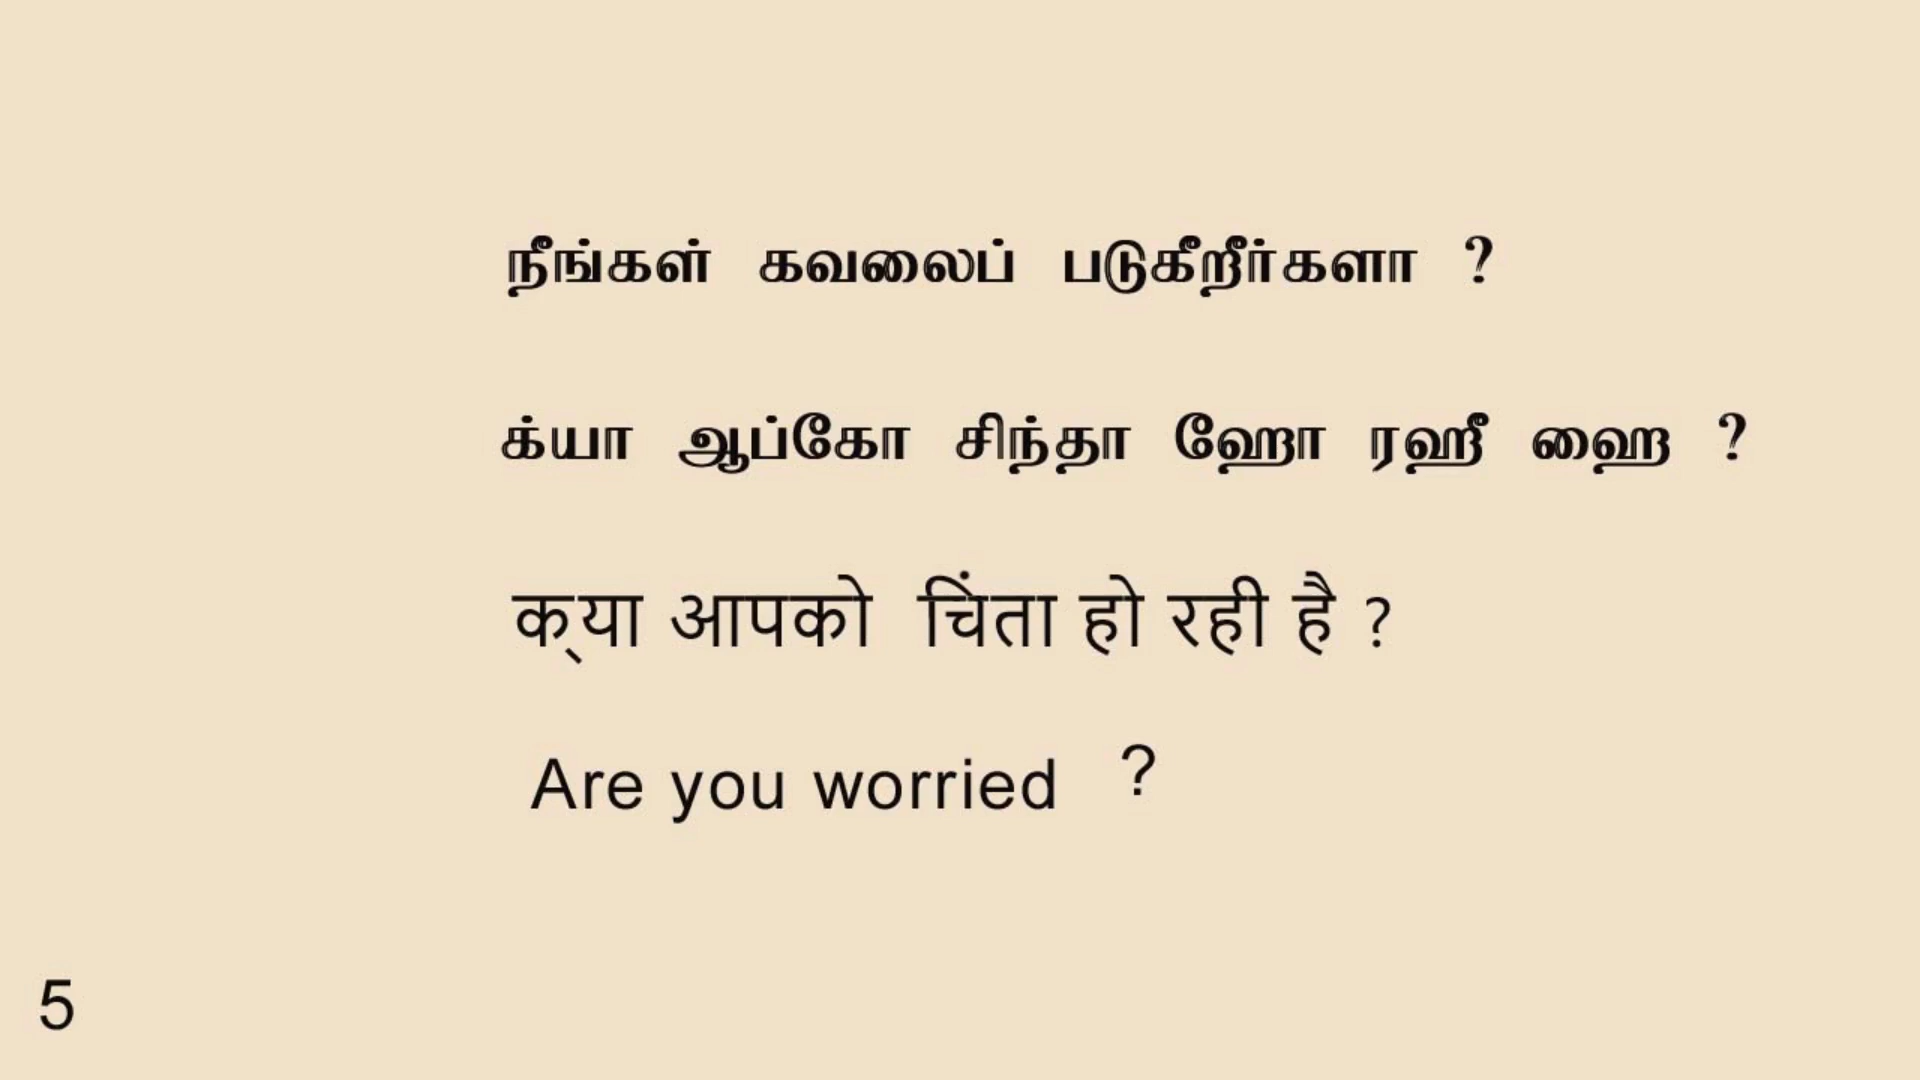 நீங்கள் கவலைப் படுகீறீர்களா ?
க்யா ஆப்கோ சிந்தா ஹோ ரஹீ ஹை ?
क्‌या आपको चिंता हो रही है ?
Are you worried ?
5